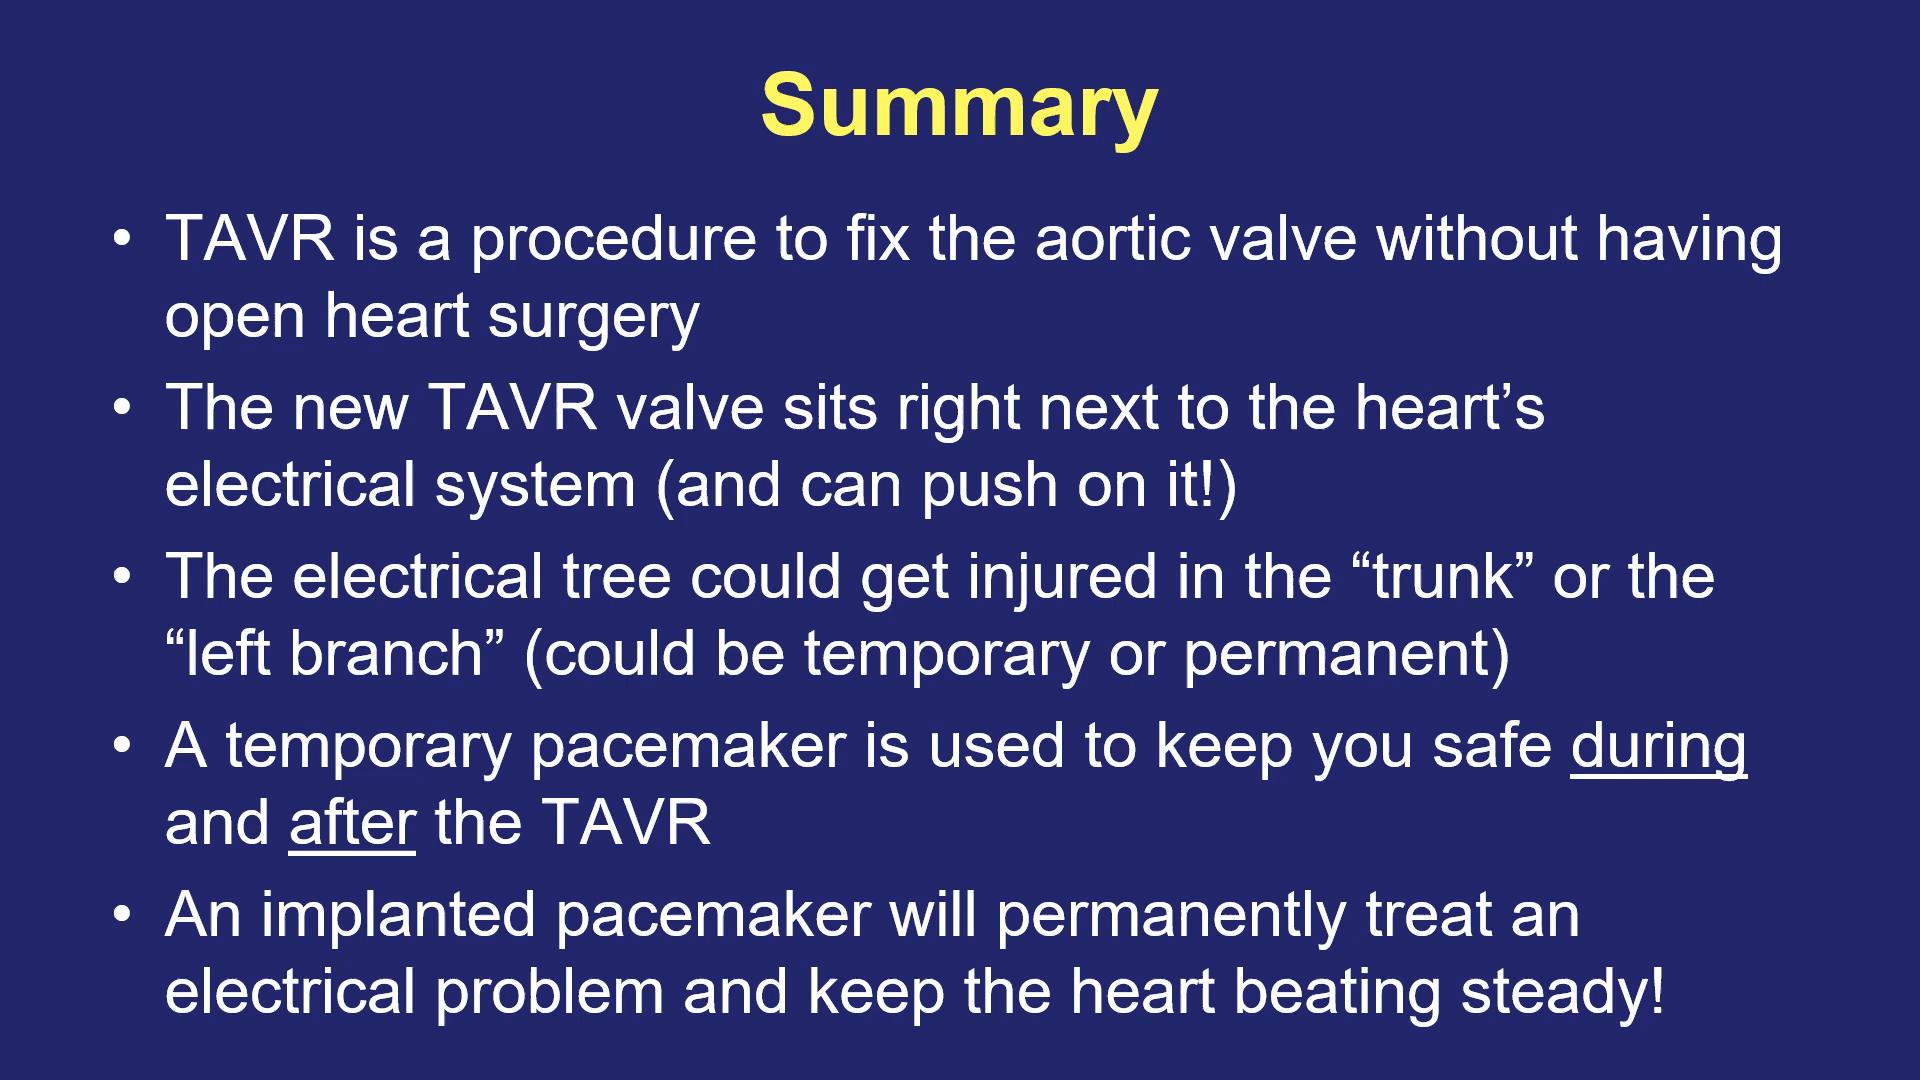 Summary
• TAVR is a procedure to fix the aortic valve without having
open heart surgery
• The new TAVR valve sits right next to the heart’s
electrical system (and can push on it!)
• The electrical tree could get injured in the “trunk” or the
“left branch” (could be temporary or permanent)
• A temporary pacemaker is used to keep you safe during
and after the TAVR
• An implanted pacemaker will permanently treat an
electrical problem and keep the heart beating steady!